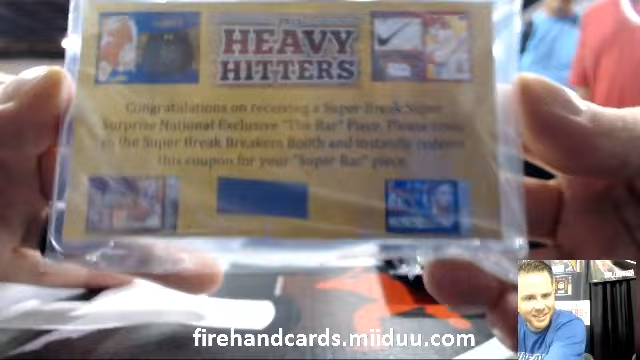 HEAVY
HITTERS
Congratulations on receiving a Super Break Super
Surprise National Exclusive "The Bar" Piece. Please come
to the Super Break Breakers Booth and instantly redeem
this coupon for your "Super Bar" piece
firehandcards.miiduu.com